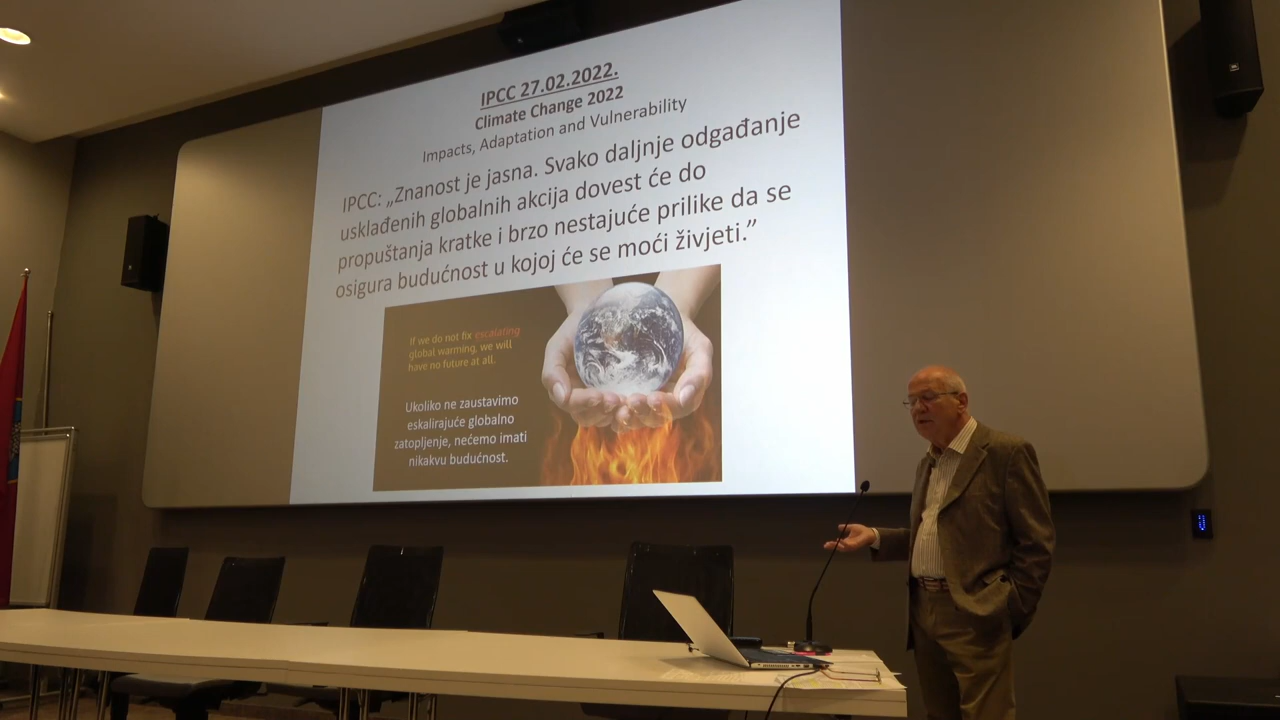 IPCC 27.02.2022.
Climate Change 2022
Impacts, Adaptation and Vulnerability
IPCC: „Znanost je jasna. Svako daljnje odgađanje
usklađenih globalnih akcija dovest će do
propuštanja kratke i brzo nestajuće prilike da se
osigura budućnost u kojoj će se moći živjeti.”
If we do not fix escalating
global warming, we will
have no future at all.
Ukoliko ne zaustavimo
eskalirajuće globalno
zatopljenje, nećemo imati
nikakvu budućnost.